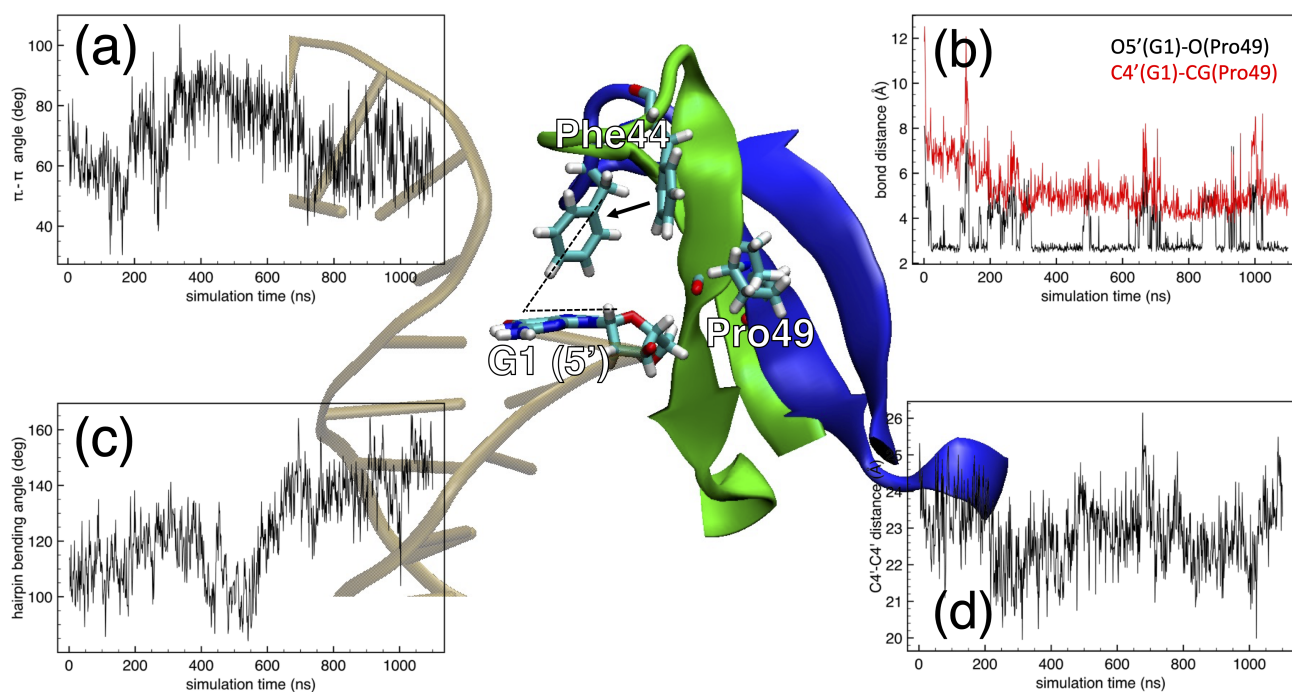 (a)
π - π angle (deg)
100
80
60
40
0
200
400
600
800
1000
simulation time (ns)
(b)
O5'(G1)-O(Pro49)
C4'(G1)-CG(Pro49)
bond distance (Å)
12
10
8
6
4
2
0
200
400
600
800
1000
simulation time (ns)
Phe44
Pro49
G1 (5')
(c)
hairpin bending angle (deg)
160
140
120
100
80
0
200
400
600
800
1000
simulation time (ns)
(d)
C4'-C4' distance (Å)
26
25
24
23
22
21
20
0
200
400
600
800
1000
simulation time (ns)